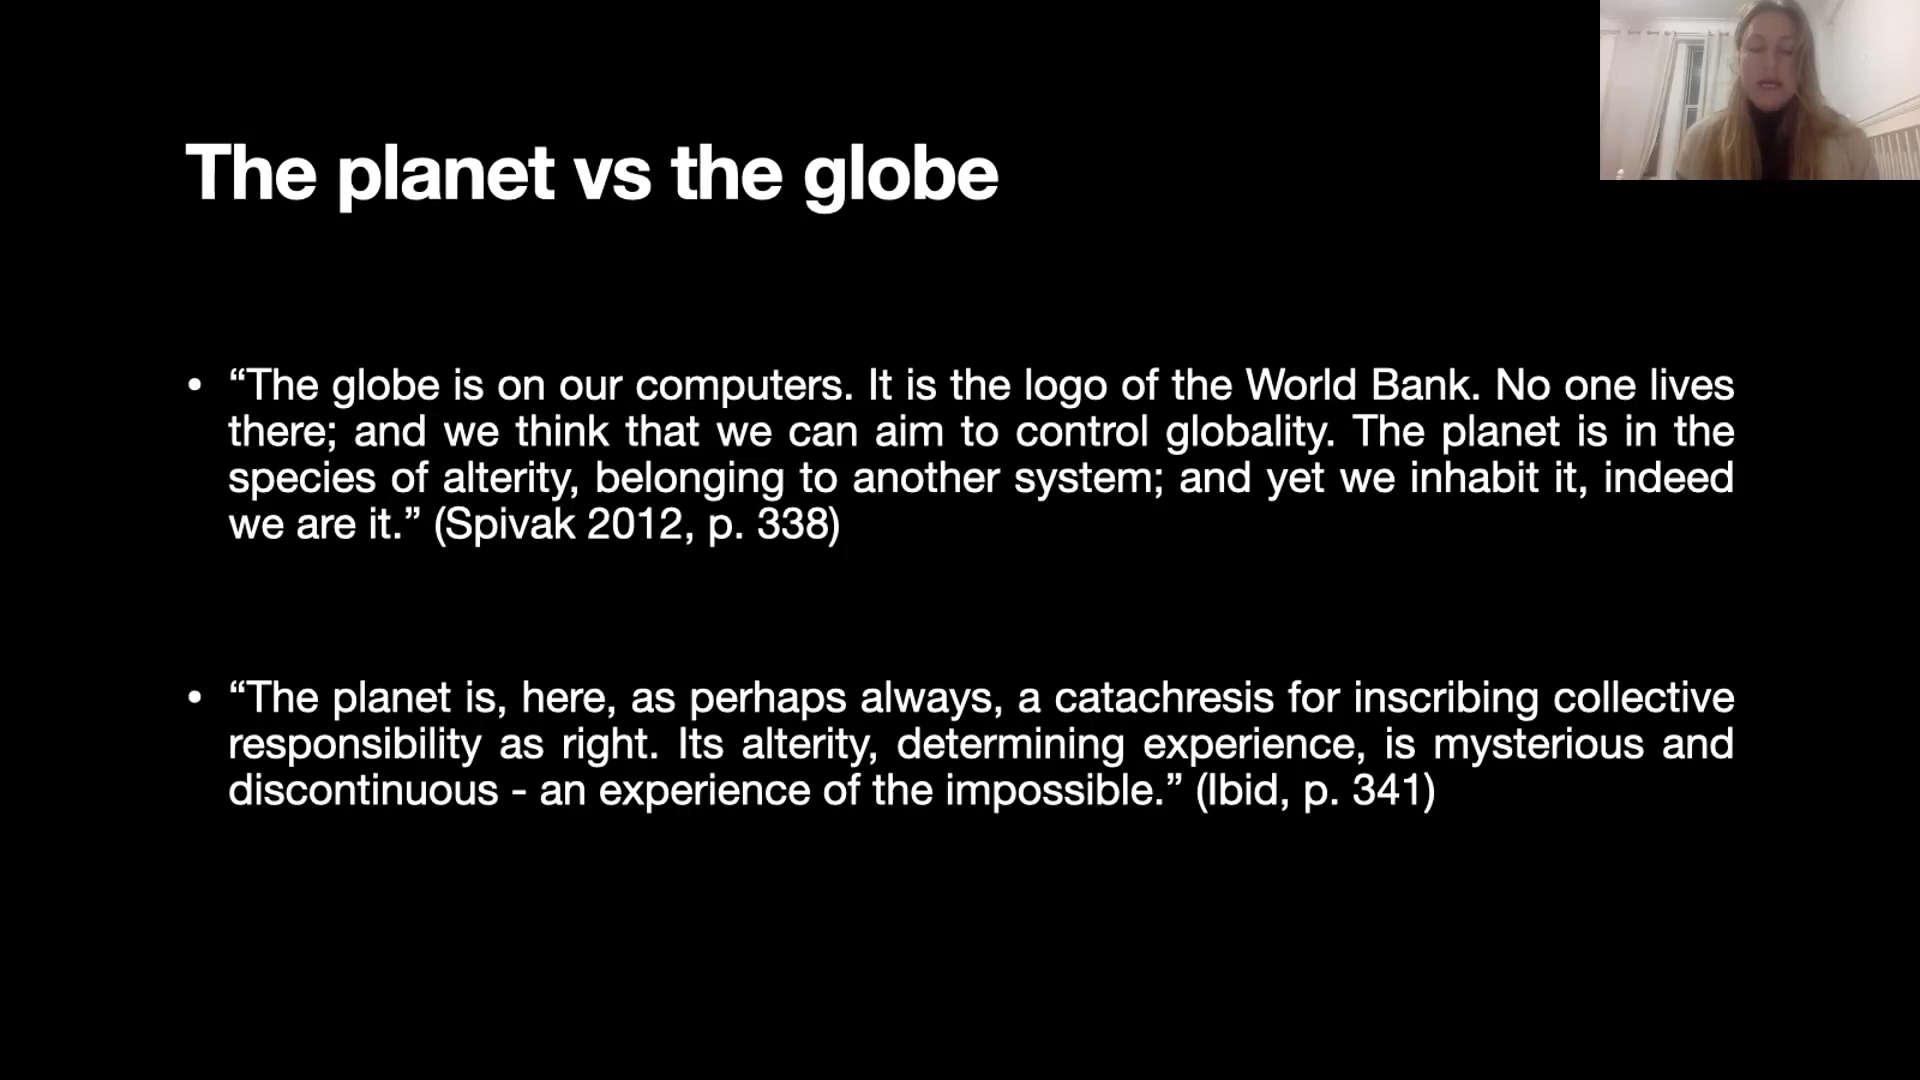 The planet vs the globe
• “The globe is on our computers. It is the logo of the World Bank. No one lives
there; and we think that we can aim to control globality. The planet is in the
species of alterity, belonging to another system; and yet we inhabit it, indeed
we are it.” (Spivak 2012, p. 338)
• “The planet is, here, as perhaps always, a catachresis for inscribing collective
responsibility as right. Its alterity, determining experience, is mysterious and
discontinuous - an experience of the impossible.” (Ibid, p. 341)